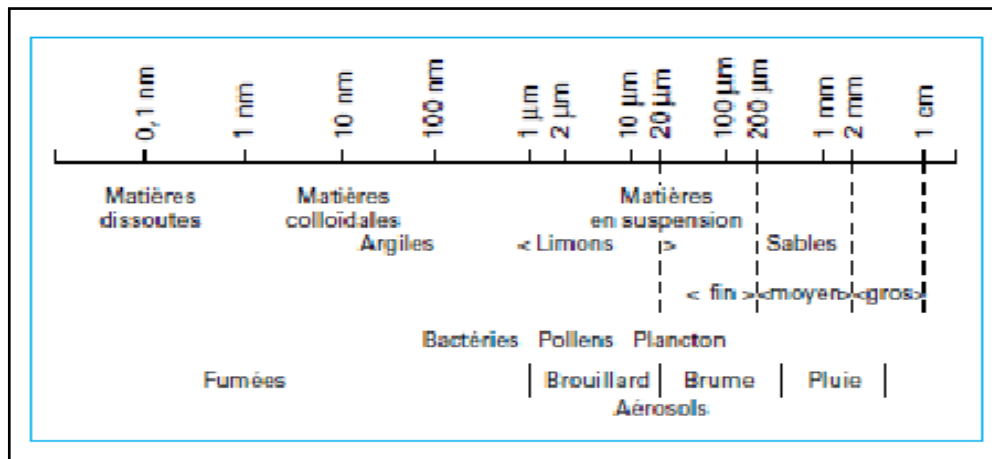 0,1 nm 1 nm 10 nm 100 nm 1 µm 2 µm 10 µm 20 µm 100 µm 200 µm 1 mm 2 mm 1 cm
Matières Matières Matières
dissoutes colloïdales en suspension
Argiles < Limons > Sables
< fin > <moyen> <gros>
Bactéries Pollens Plancton
Fumées Brouillard Brume Pluie
Aérosols